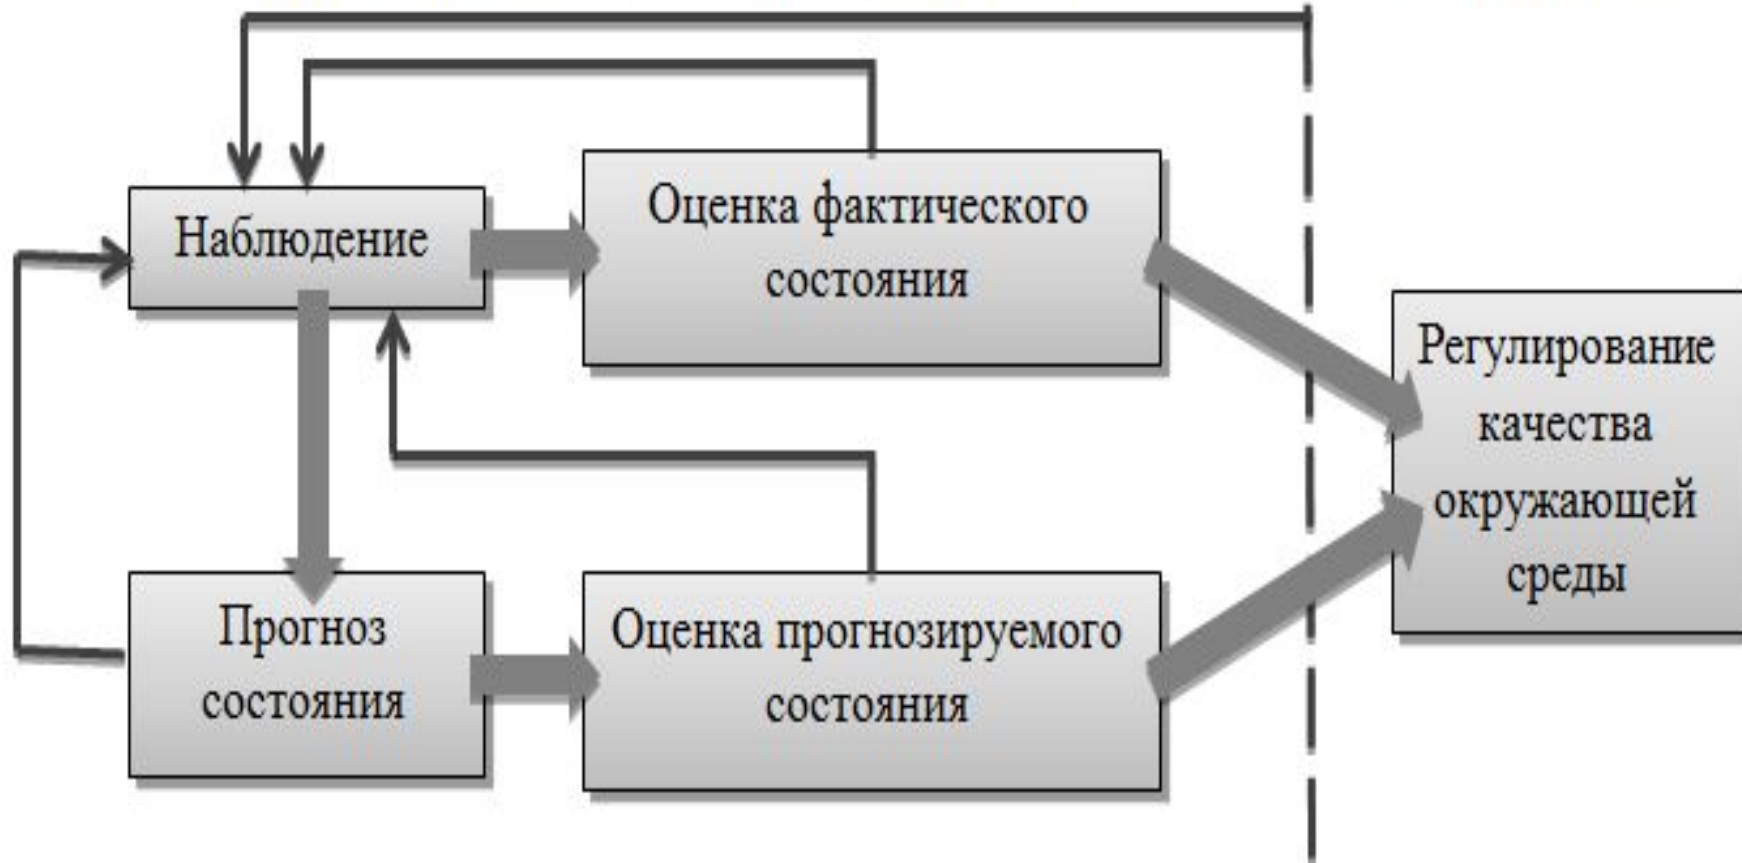 Наблюдение
Оценка фактического
состояния
Регулирование
качества
окружающей
среды
Прогноз
состояния
Оценка прогнозируемого
состояния